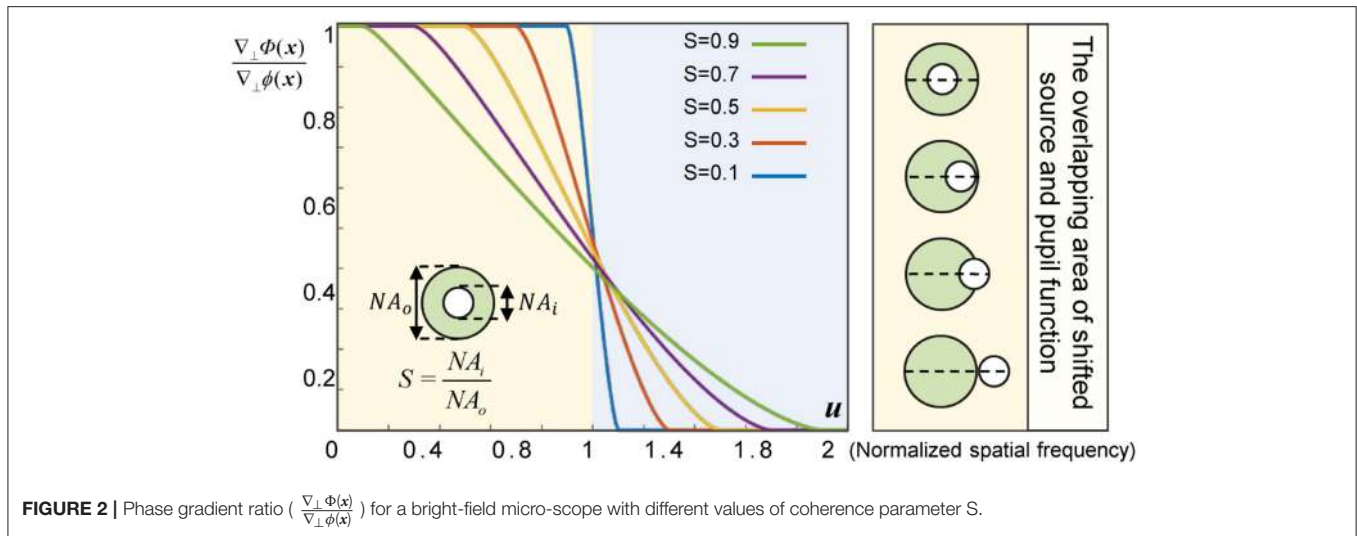 ∇⊥Φ(x)
∇⊥ϕ(x)
1
0.8
0.6
0.4
0.2
S=0.9
S=0.7
S=0.5
S=0.3
S=0.1
NAₒ
NAᵢ
S = NAᵢ / NAₒ
u
0 0.4 0.8 1 1.4 1.8 2 (Normalized spatial frequency)
The overlapping area of shifted
source and pupil function
FIGURE 2 | Phase gradient ratio ( ∇⊥Φ(x) / ∇⊥ϕ(x) ) for a bright-field micro-scope with different values of coherence parameter S.